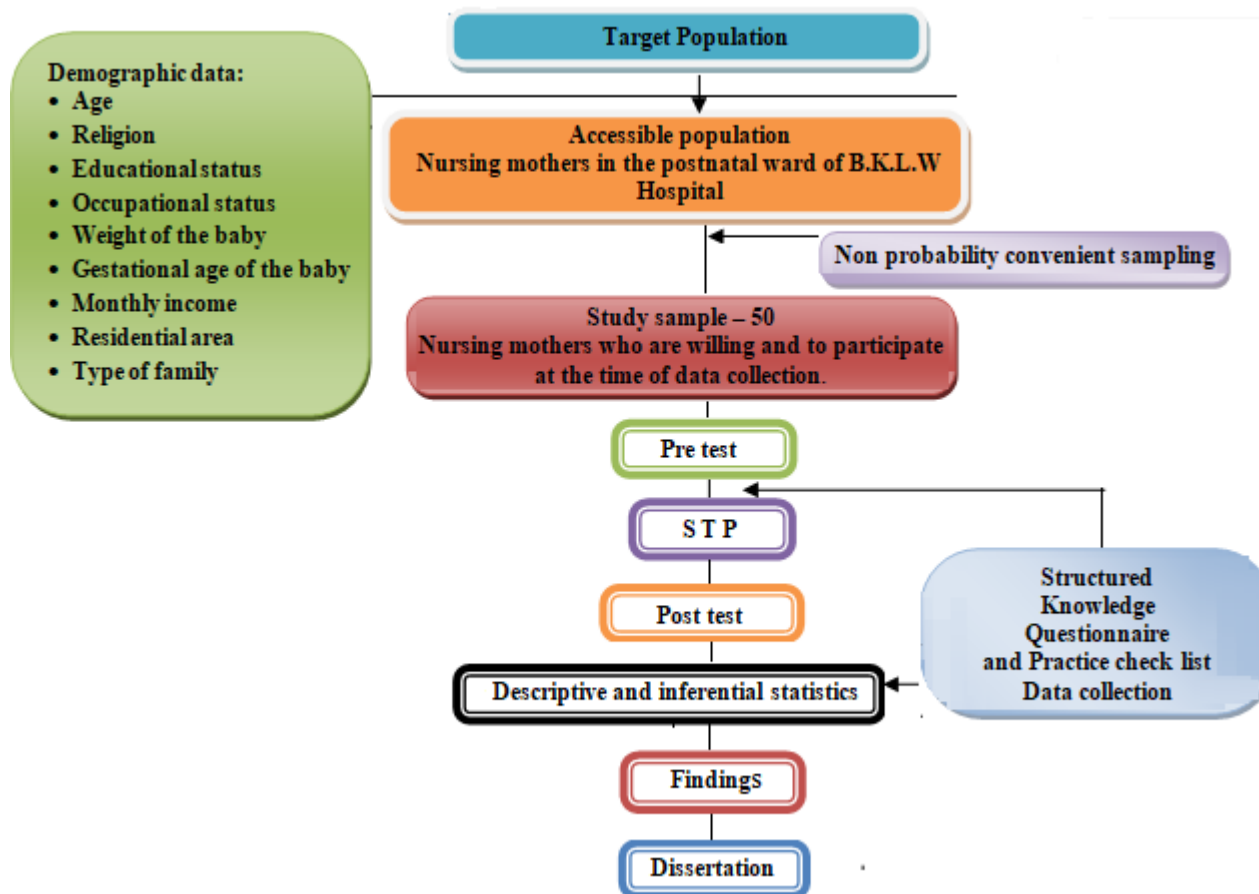 Target Population
Demographic data:
• Age
• Religion
• Educational status
• Occupational status
• Weight of the baby
• Gestational age of the baby
• Monthly income
• Residential area
• Type of family
Accessible population
Nursing mothers in the postnatal ward of B.K.L.W
Hospital
Non probability convenient sampling
Study sample – 50
Nursing mothers who are willing and to participate
at the time of data collection.
Pre test
S T P
Post test
Structured
Knowledge
Questionnaire
and Practice check list
Data collection
Descriptive and inferential statistics
Findings
Dissertation